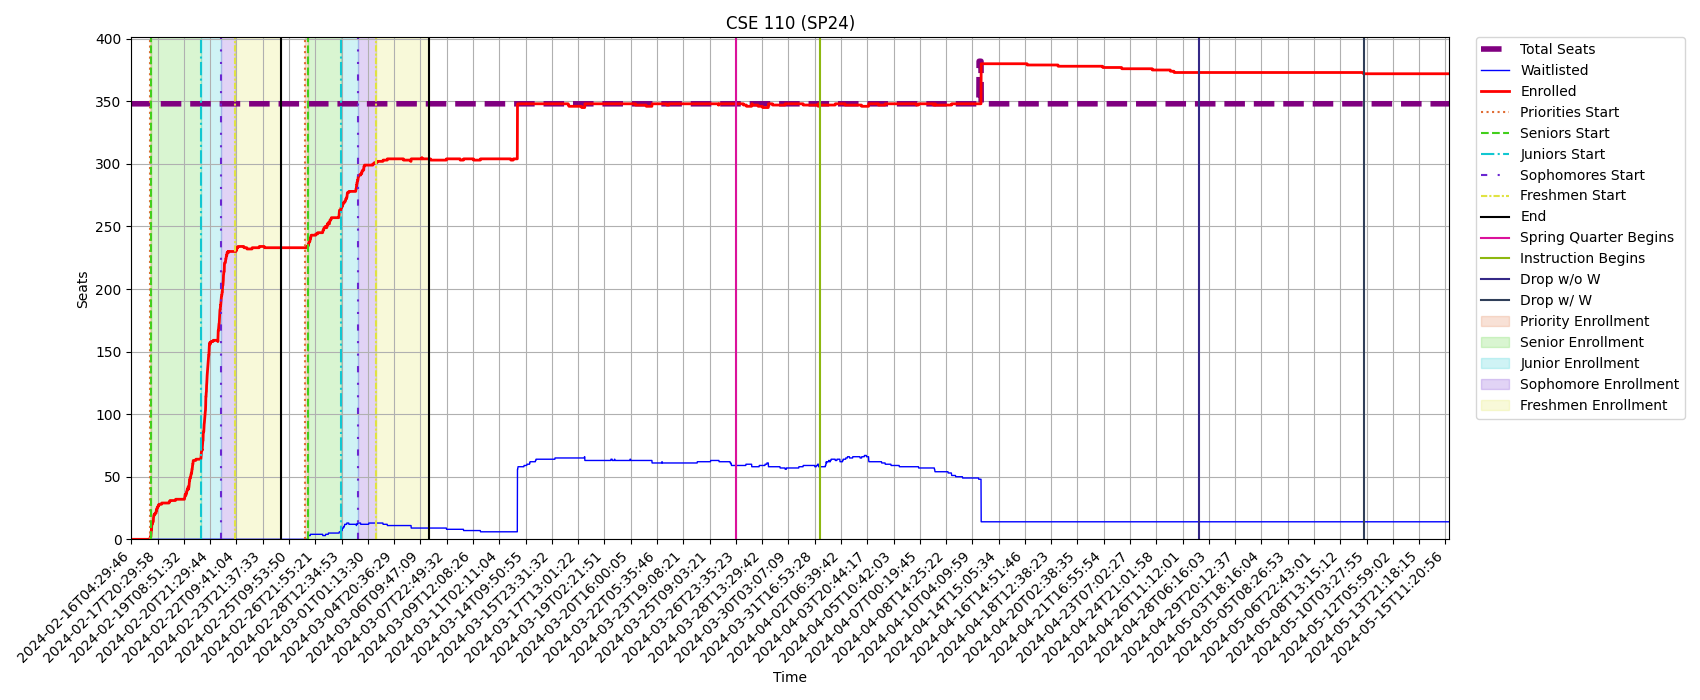 CSE 110 (SP24)
Seats
400
350
300
250
200
150
100
50
0
2024-02-16T04:29:46
2024-02-17T20:29:58
2024-02-19T08:51:32
2024-02-20T21:29:44
2024-02-22T09:41:04
2024-02-23T21:37:33
2024-02-25T09:53:50
2024-02-26T21:55:21
2024-02-28T12:34:53
2024-03-01T01:13:30
2024-03-04T20:36:29
2024-03-06T09:47:09
2024-03-07T22:49:32
2024-03-09T12:08:26
2024-03-11T02:11:04
2024-03-14T09:50:55
2024-03-15T23:31:32
2024-03-17T13:01:22
2024-03-19T02:21:51
2024-03-20T16:00:05
2024-03-22T05:35:46
2024-03-23T19:08:21
2024-03-25T09:03:21
2024-03-26T23:35:23
2024-03-28T13:29:42
2024-03-30T03:07:09
2024-03-31T16:53:28
2024-04-02T06:39:42
2024-04-03T20:44:17
2024-04-05T10:42:03
2024-04-07T00:19:45
2024-04-08T14:25:22
2024-04-10T04:09:59
2024-04-14T15:05:34
2024-04-16T14:51:46
2024-04-18T12:38:23
2024-04-20T02:38:35
2024-04-21T16:55:54
2024-04-23T07:02:27
2024-04-24T21:01:58
2024-04-26T11:12:01
2024-04-28T06:16:03
2024-04-29T20:12:37
2024-05-03T18:16:04
2024-05-05T08:26:53
2024-05-06T22:43:01
2024-05-08T13:15:12
2024-05-10T03:27:55
2024-05-12T05:59:02
2024-05-13T21:18:15
2024-05-15T11:20:56
Time
Total Seats
Waitlisted
Enrolled
Priorities Start
Seniors Start
Juniors Start
Sophomores Start
Freshmen Start
End
Spring Quarter Begins
Instruction Begins
Drop w/o W
Drop w/ W
Priority Enrollment
Senior Enrollment
Junior Enrollment
Sophomore Enrollment
Freshmen Enrollment